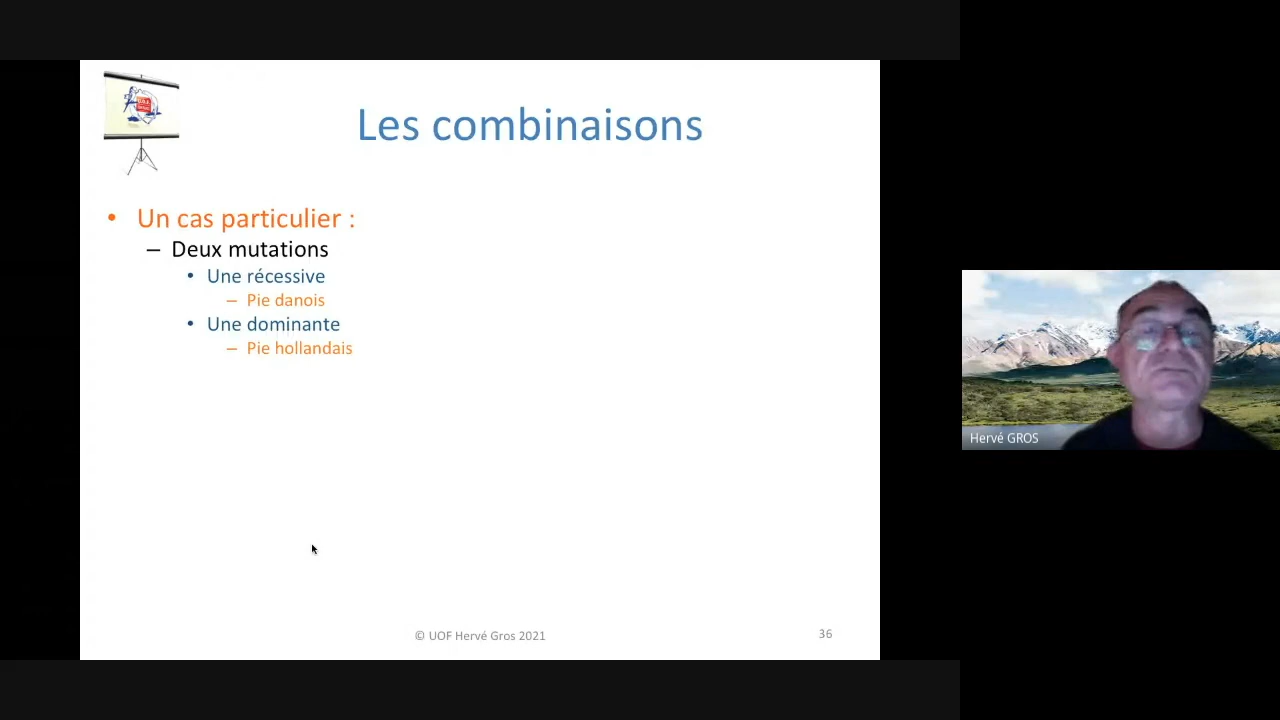 Les combinaisons
• Un cas particulier :
– Deux mutations
• Une récessive
– Pie danois
• Une dominante
– Pie hollandais
© UOF Hervé Gros 2021
36
Hervé GROS